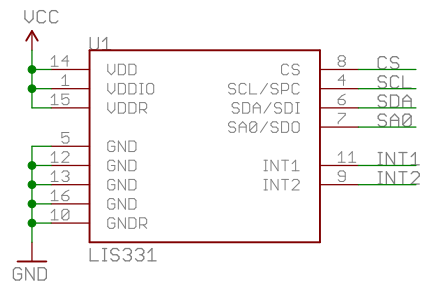 VCC
U1
14 VDD CS 8 CS
1 VDDIO SCL/SPC 4 SCL
15 VDDR SDA/SDI 6 SDA
SA0/SDO 7 SA0
5 GND
12 GND INT1 11 INT1
13 GND INT2 9 INT2
16 GND
10 GNDR
LIS331
GND